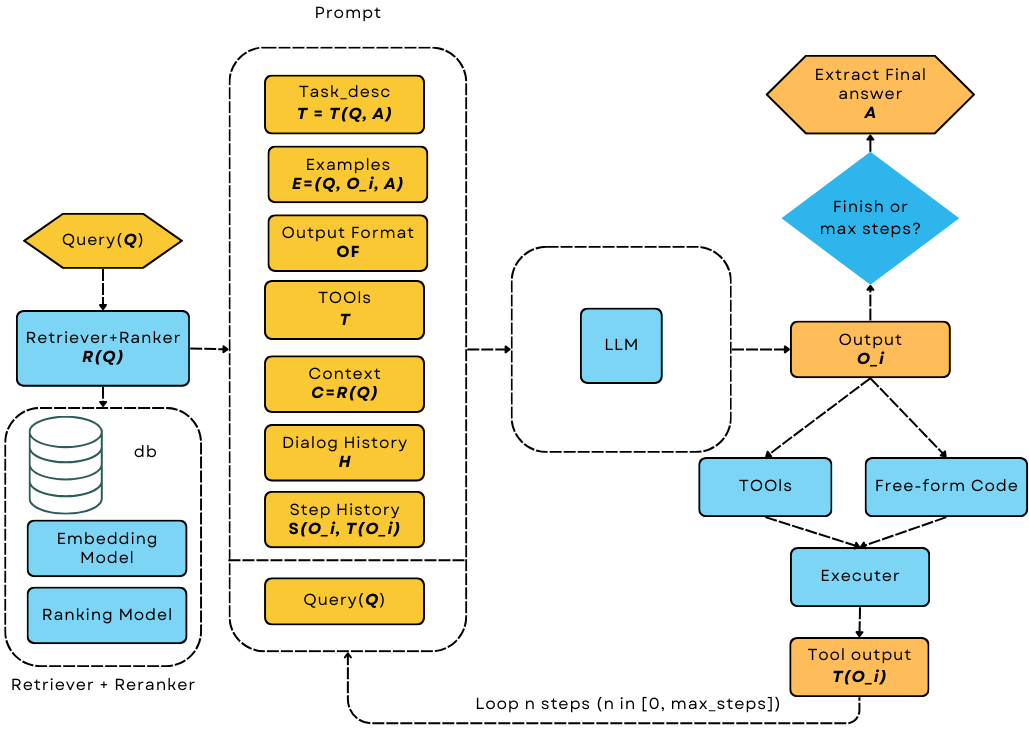 Prompt
Task_desc
T = T(Q, A)
Examples
E=(Q, O_i, A)
Output Format
OF
TOOls
T
Context
C=R(Q)
Dialog History
H
Step History
S(O_i, T(O_i)
Query(Q)
Query(Q)
Retriever+Ranker
R(Q)
db
Embedding
Model
Ranking Model
Retriever + Reranker
LLM
Extract Final
answer
A
Finish or
max steps?
Output
O_i
TOOls
Free-form Code
Executer
Tool output
T(O_i)
Loop n steps (n in [0, max_steps])